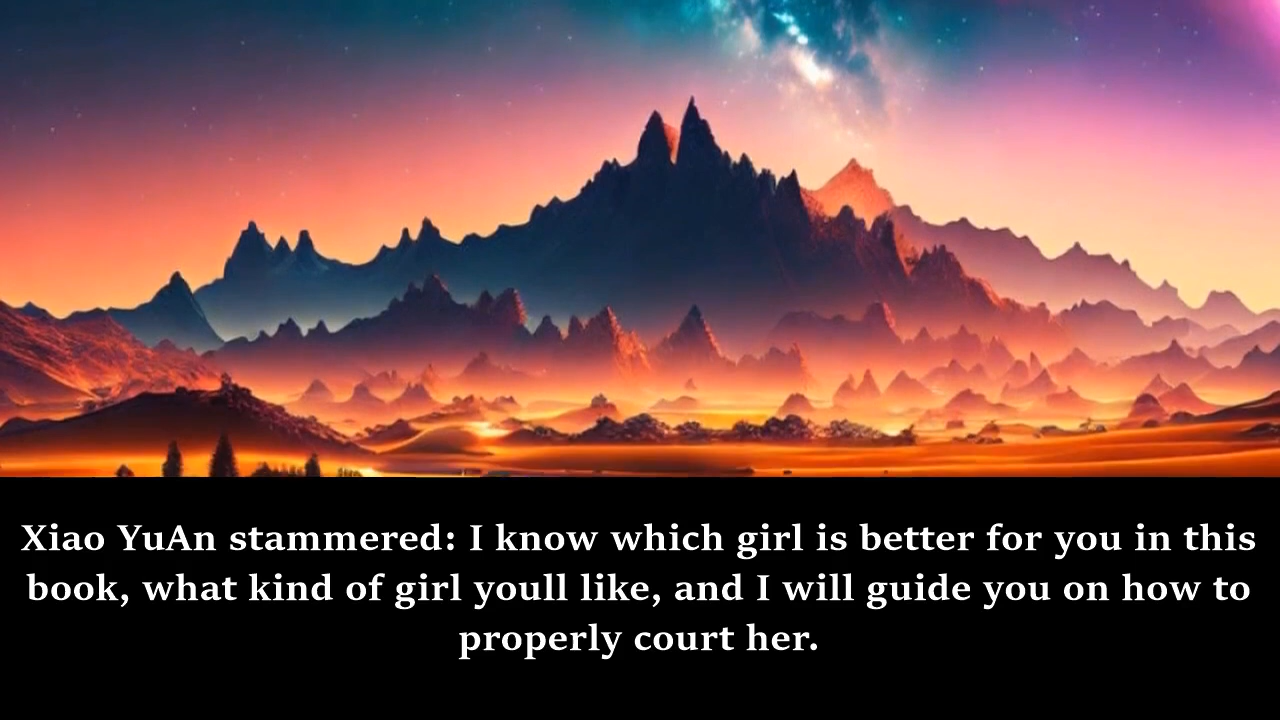 Xiao YuAn stammered: I know which girl is better for you in this
book, what kind of girl youll like, and I will guide you on how to
properly court her.